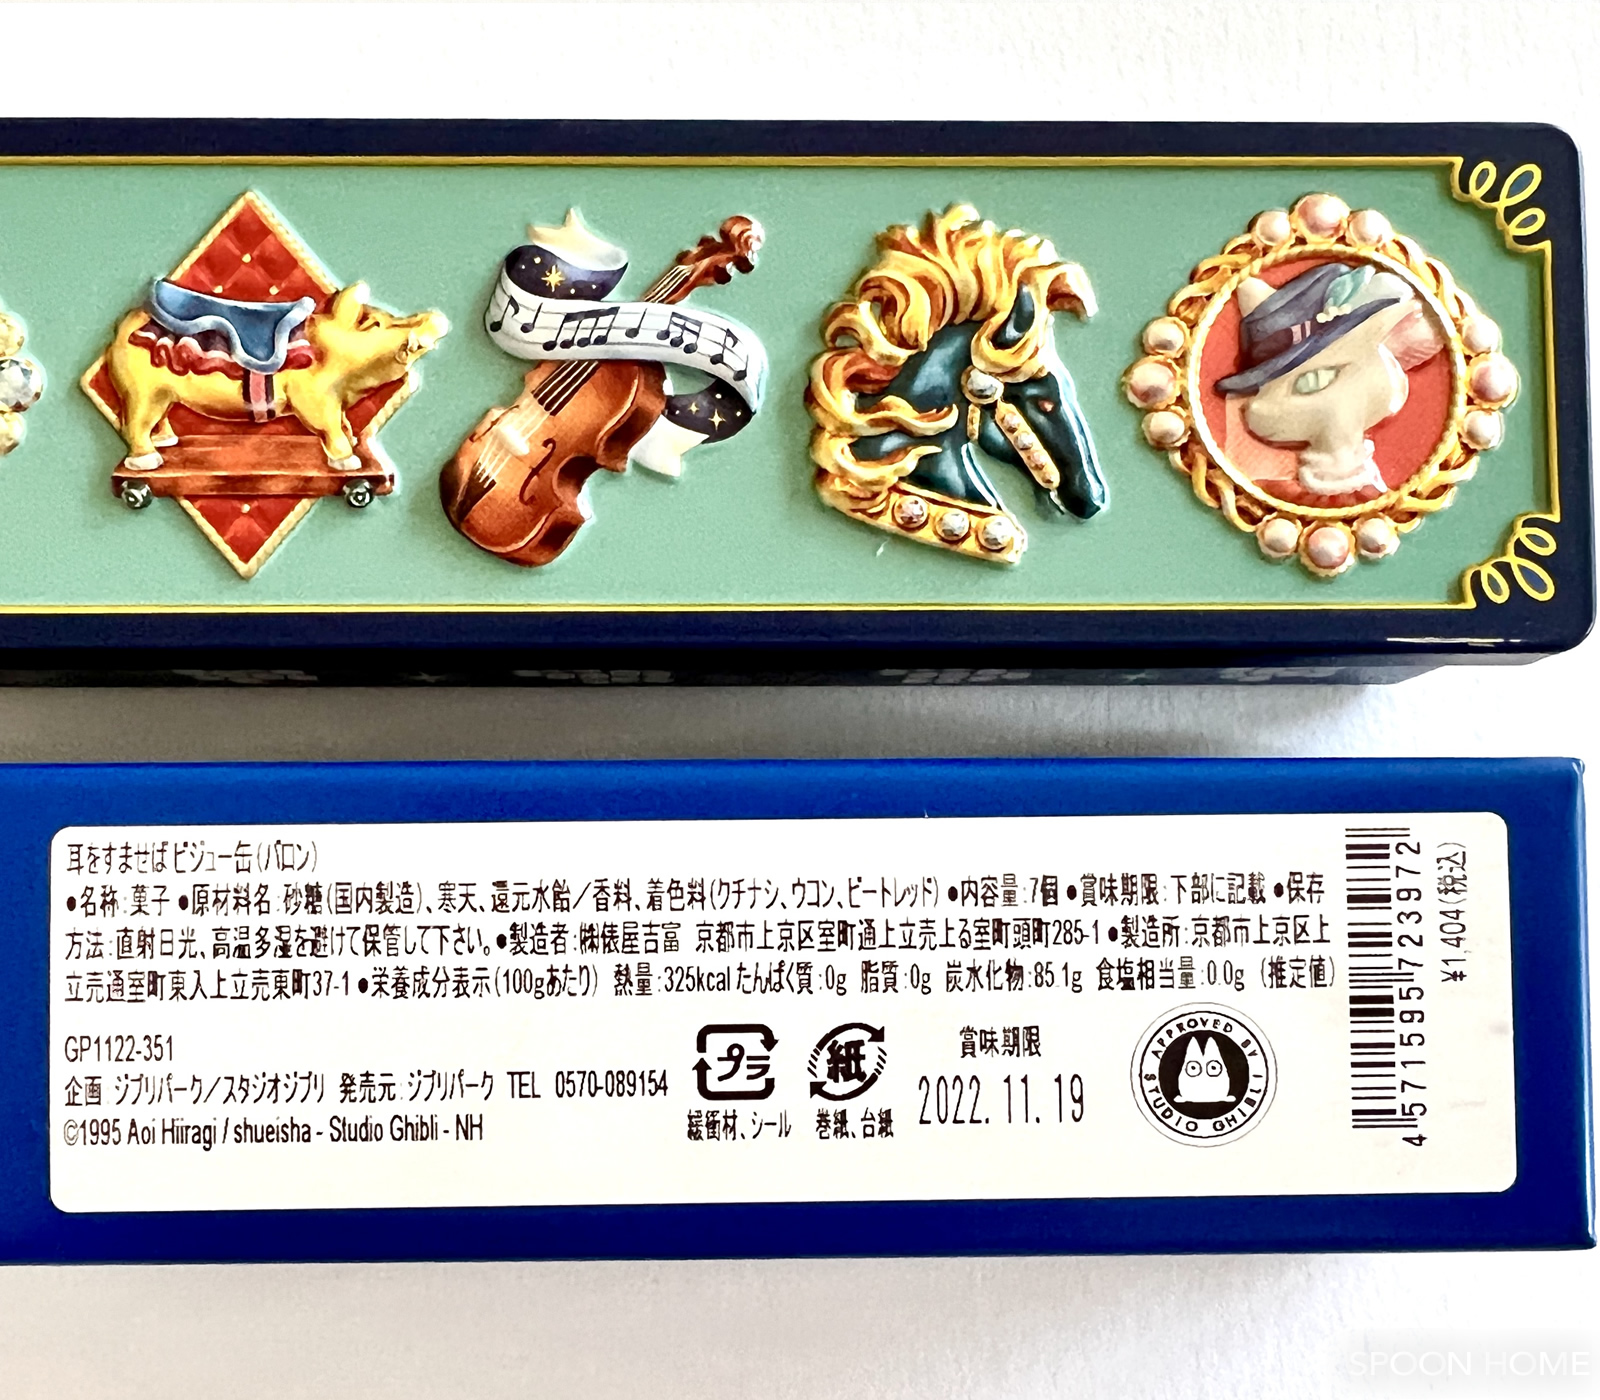 耳をすませば ビジュー缶(バロン)
●名称:菓子 ●原材料名:砂糖(国内製造)、寒天、還元水飴／香料、着色料(クチナシ、ウコン、ビートレッド) ●内容量:7個 ●賞味期限:下部に記載 ●保存
方法:直射日光、高温多湿を避けて保管して下さい。●製造者:㈱俵屋吉富 京都市上京区室町通上立売上る室町頭町285-1 ●製造所:京都市上京区上
立売通室町東入上立売東町37-1 ●栄養成分表示(100gあたり) 熱量:325kcal たんぱく質:0g 脂質:0g 炭水化物:85.1g 食塩相当量:0.0g (推定値)
GP1122-351
企画:ジブリパーク／スタジオジブリ 発売元:ジブリパーク TEL 0570-089154
©1995 Aoi Hiiragi / shueisha - Studio Ghibli - NH
プラ
緩衝材、シール
紙
巻紙、台紙
賞味期限
2022.11.19
APPROVED BY
STUDIO GHIBLI
4571595723972
¥1,404(税込)
SPOON HOME